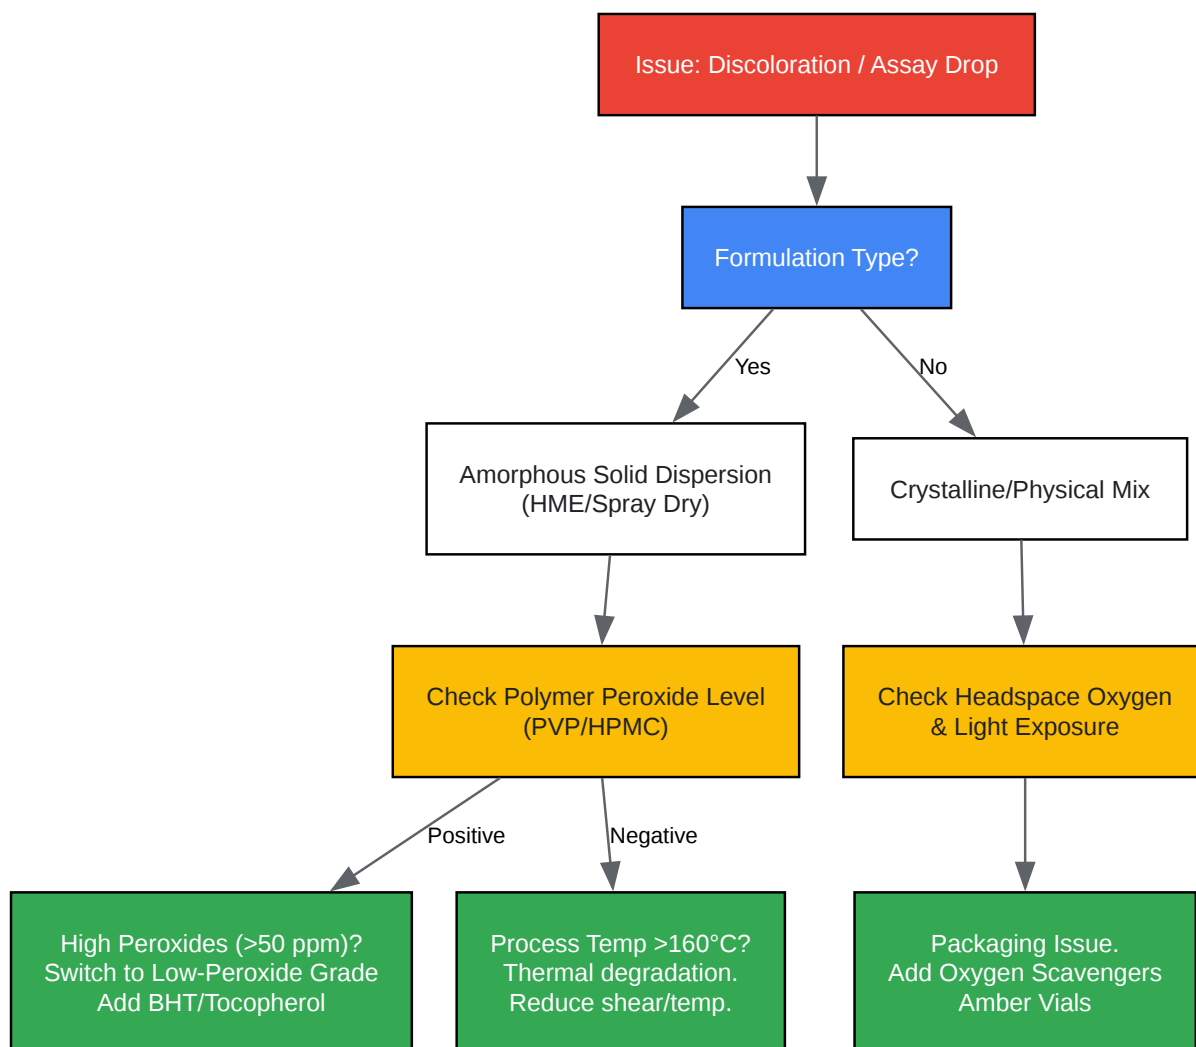 Issue: Discoloration / Assay Drop
Formulation Type?
Yes
No
Amorphous Solid Dispersion
(HME/Spray Dry)
Crystalline/Physical Mix
Check Polymer Peroxide Level
(PVP/HPMC)
Check Headspace Oxygen
& Light Exposure
Positive
Negative
High Peroxides (>50 ppm)?
Switch to Low-Peroxide Grade
Add BHT/Tocopherol
Process Temp >160°C?
Thermal degradation.
Reduce shear/temp.
Packaging Issue.
Add Oxygen Scavengers
Amber Vials